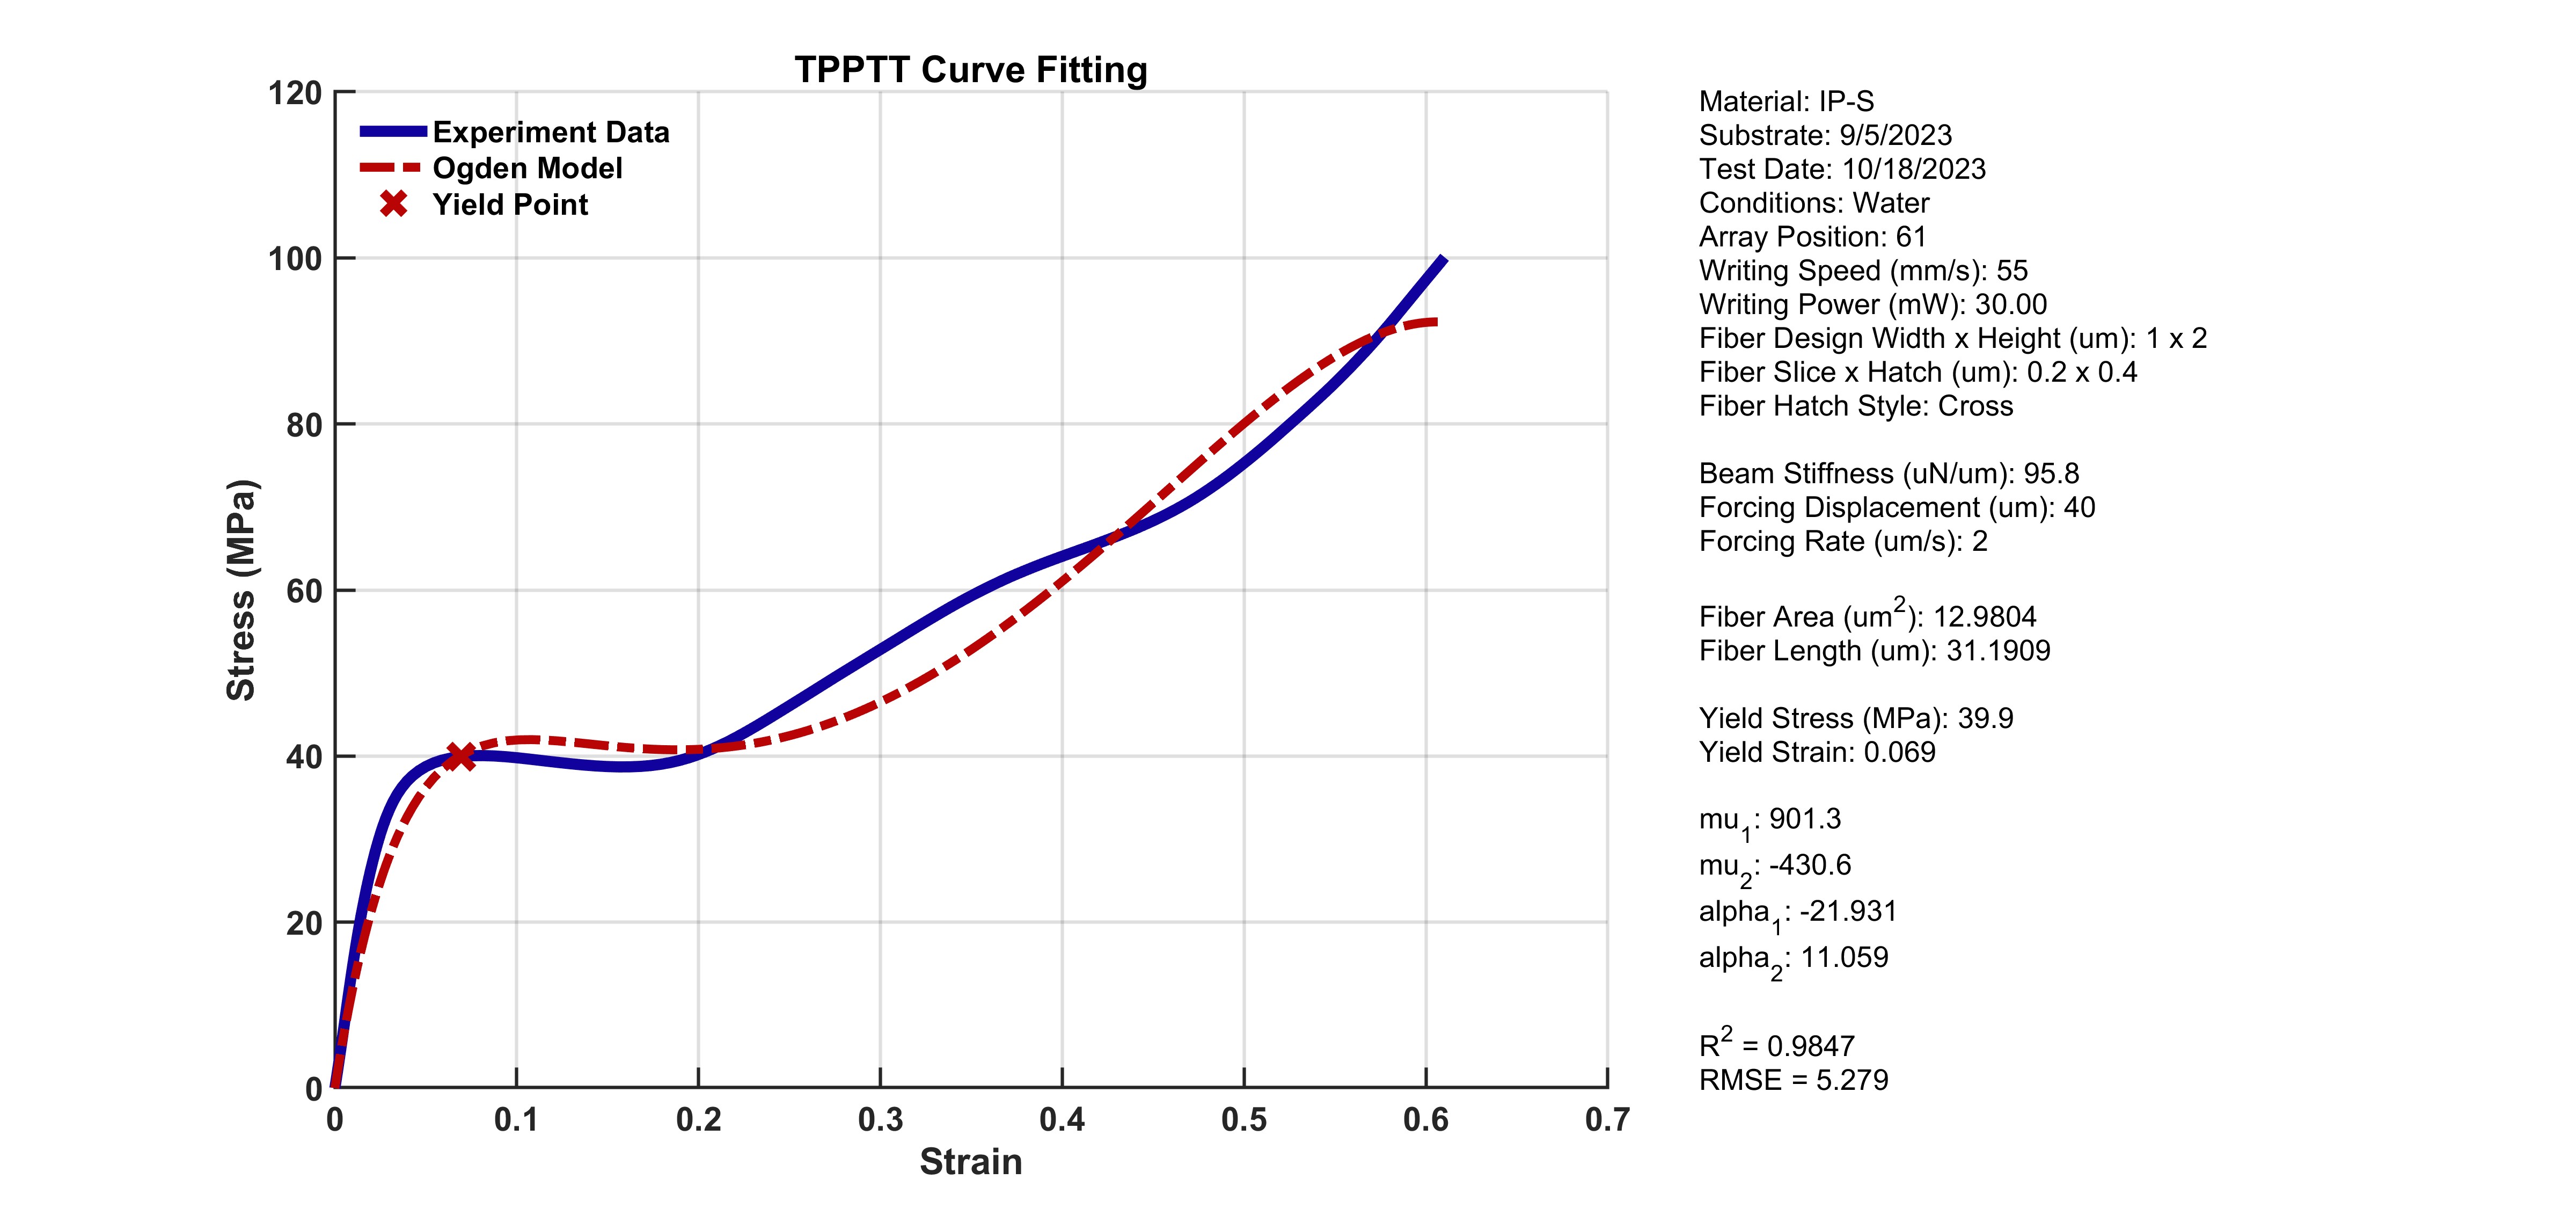 TPPTT Curve Fitting
120
100
80
60
40
20
0
Stress (MPa)
Experiment Data
Ogden Model
Yield Point
0 0.1 0.2 0.3 0.4 0.5 0.6 0.7
Strain
Material: IP-S
Substrate: 9/5/2023
Test Date: 10/18/2023
Conditions: Water
Array Position: 61
Writing Speed (mm/s): 55
Writing Power (mW): 30.00
Fiber Design Width x Height (um): 1 x 2
Fiber Slice x Hatch (um): 0.2 x 0.4
Fiber Hatch Style: Cross
Beam Stiffness (uN/um): 95.8
Forcing Displacement (um): 40
Forcing Rate (um/s): 2
Fiber Area (um²): 12.9804
Fiber Length (um): 31.1909
Yield Stress (MPa): 39.9
Yield Strain: 0.069
mu₁: 901.3
mu₂: -430.6
alpha₁: -21.931
alpha₂: 11.059
R² = 0.9847
RMSE = 5.279